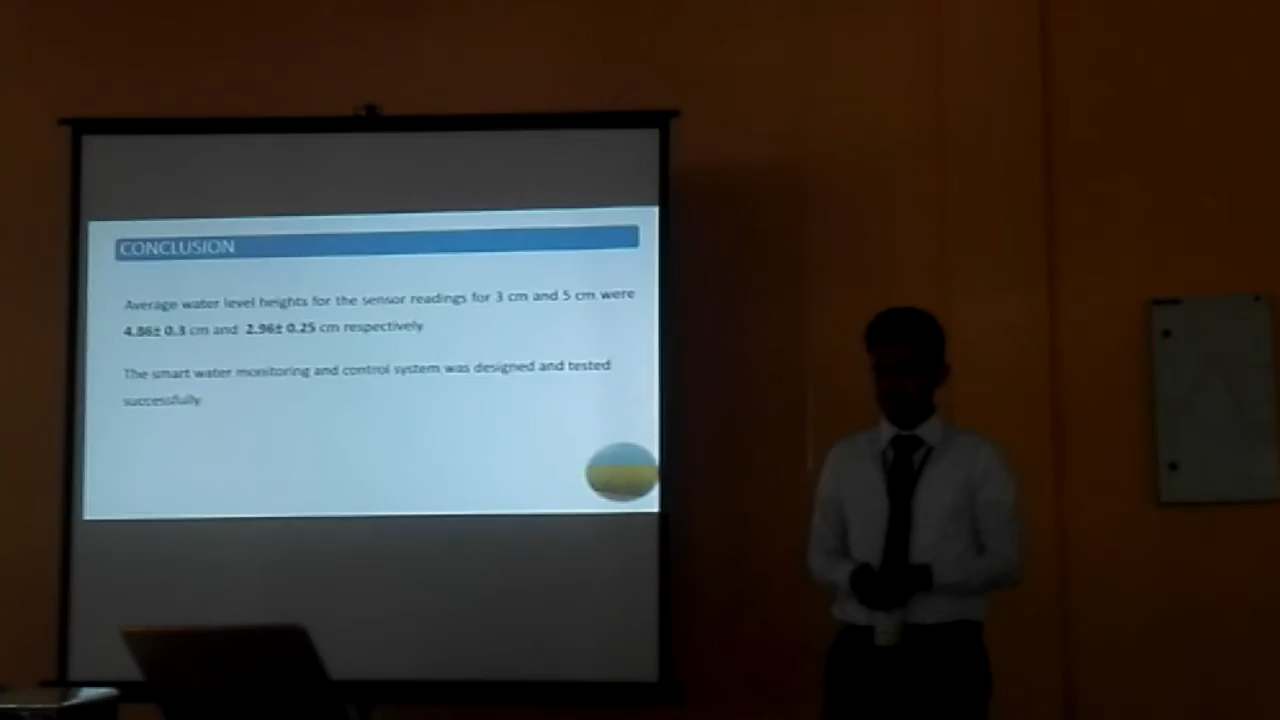 CONCLUSION
Average water level heights for the sensor readings for 3 cm and 5 cm were
4.86± 0.3 cm and 2.96± 0.25 cm respectively
The smart water monitoring and control system was designed and tested
successfully